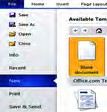 File Home Insert Page Layout
Save
Save As
Open
Close
Info
Recent
New
Print
Save & Send
Available Tem
Blank
document
Office.com Te